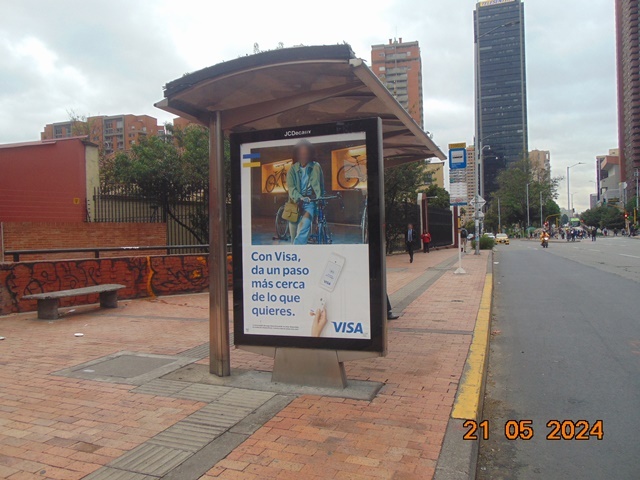 JCDecaux
Con Visa,
da un paso
más cerca
de lo que
quieres.
VISA
21 05 2024